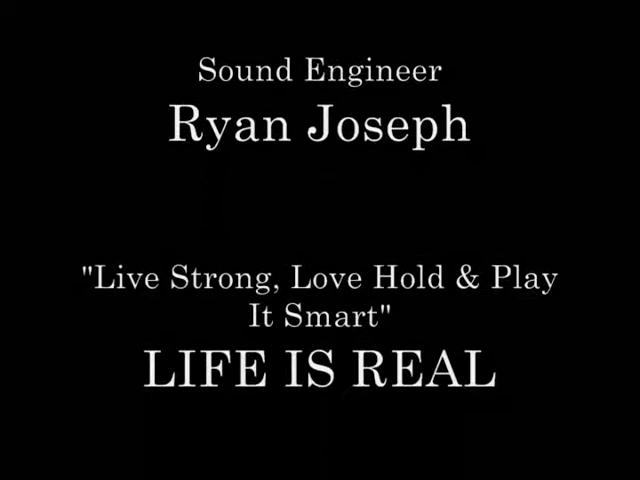 Sound Engineer
Ryan Joseph
"Live Strong, Love Hold & Play
It Smart"
LIFE IS REAL